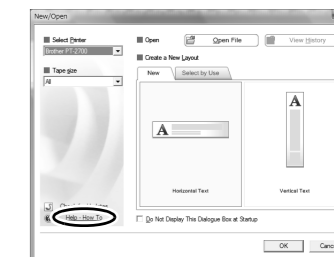 New/Open
Select Printer
Brother PT-2700
Tape size
All
Help - How To
Open
Open File
View History
Create a New Layout
New
Select by Use
A
Horizontal Text
A
Vertical Text
Do Not Display This Dialogue Box at Startup
OK
Canc